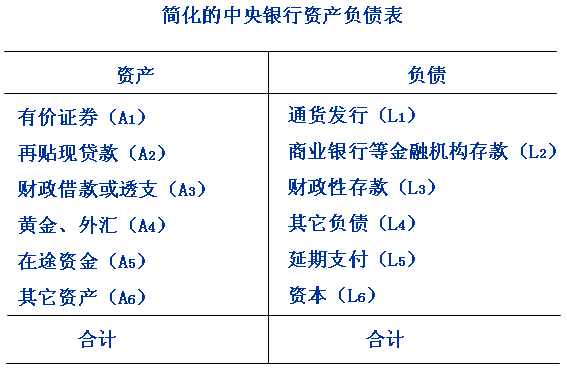 简化的中央银行资产负债表
资产 负债
有价证券（A1） 通货发行（L1）
再贴现贷款（A2） 商业银行等金融机构存款（L2）
财政借款或透支（A3） 财政性存款（L3）
黄金、外汇（A4） 其它负债（L4）
在途资金（A5） 延期支付（L5）
其它资产（A6） 资本（L6）
合计 合计